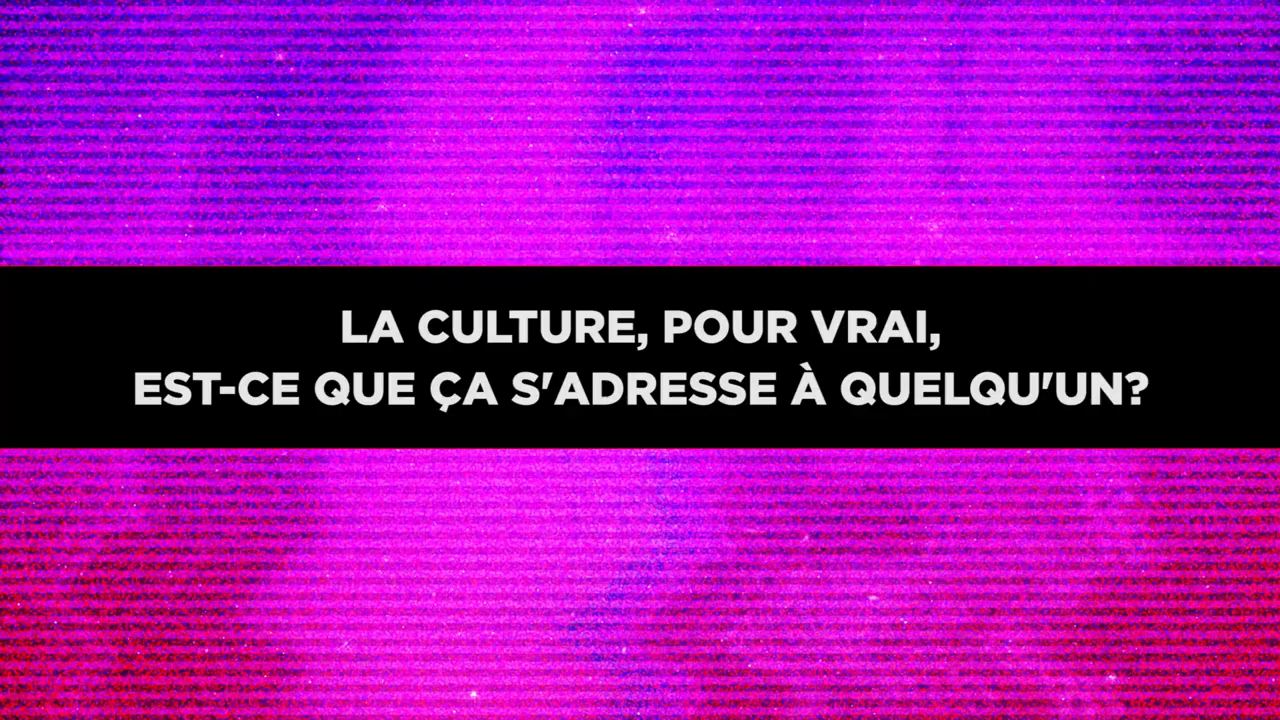 LA CULTURE, POUR VRAI,
EST-CE QUE ÇA S'ADRESSE À QUELQU'UN?